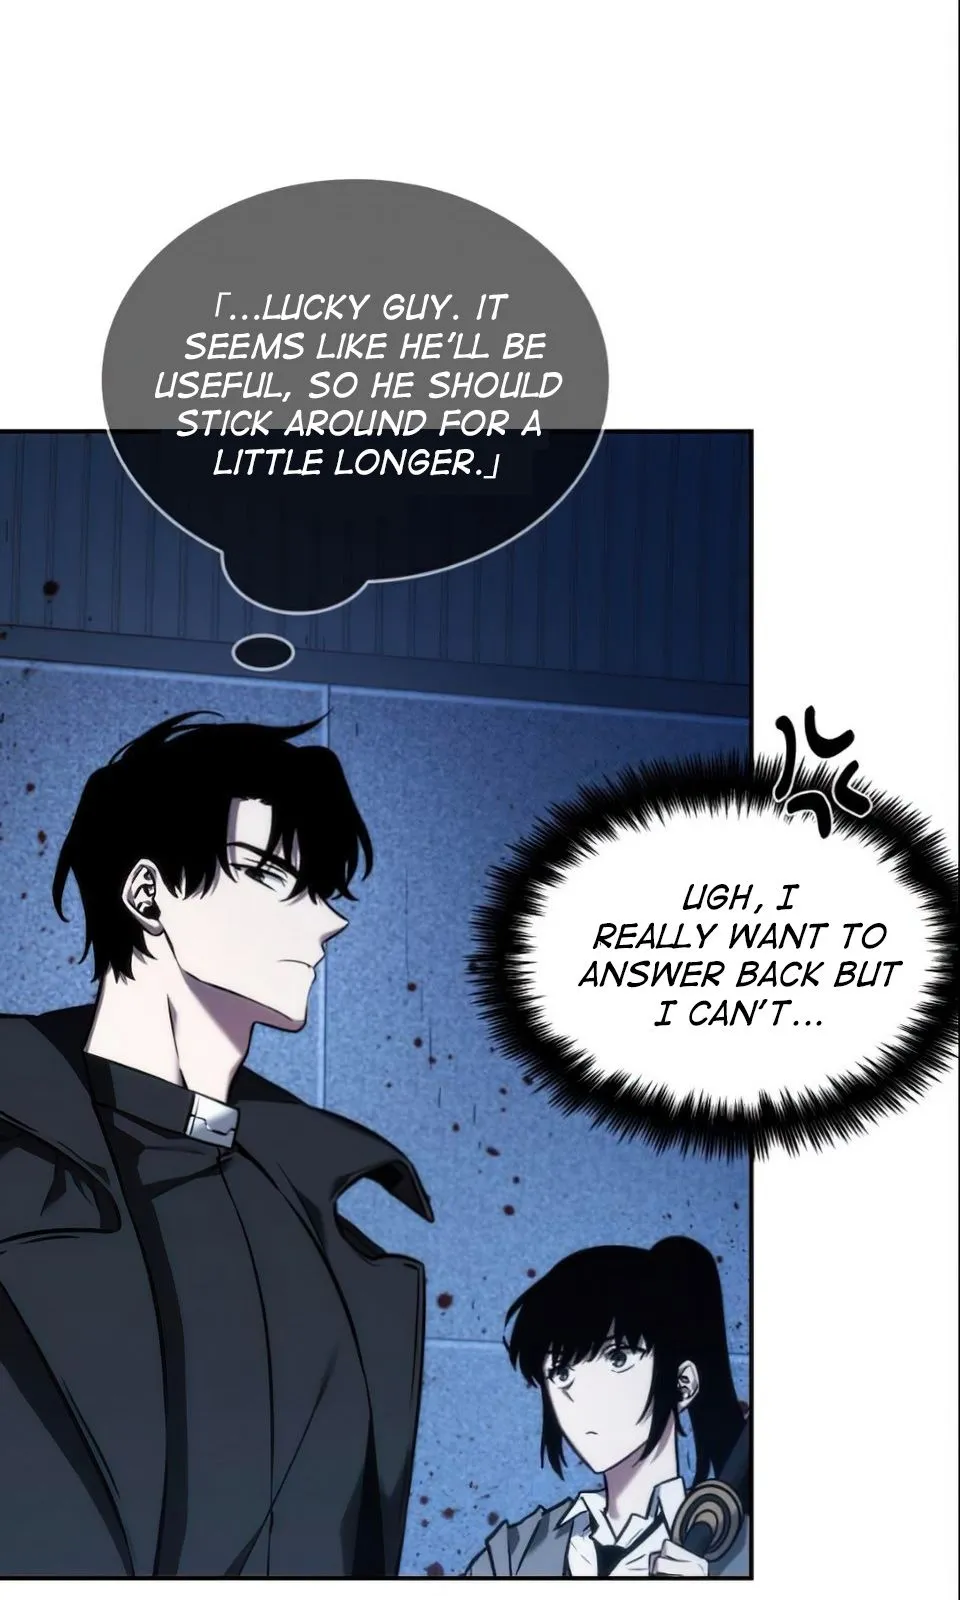 「...LUCKY GUY. IT
SEEMS LIKE HE'LL BE
USEFUL, SO HE SHOULD
STICK AROUND FOR A
LITTLE LONGER.」
UGH, I
REALLY WANT TO
ANSWER BACK BUT
I CAN'T...